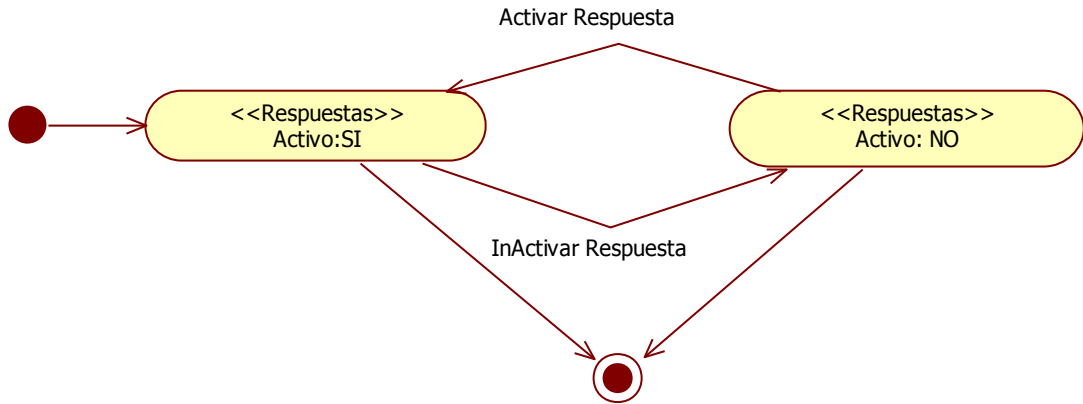 Activar Respuesta
<<Respuestas>>
Activo:SI
<<Respuestas>>
Activo: NO
InActivar Respuesta